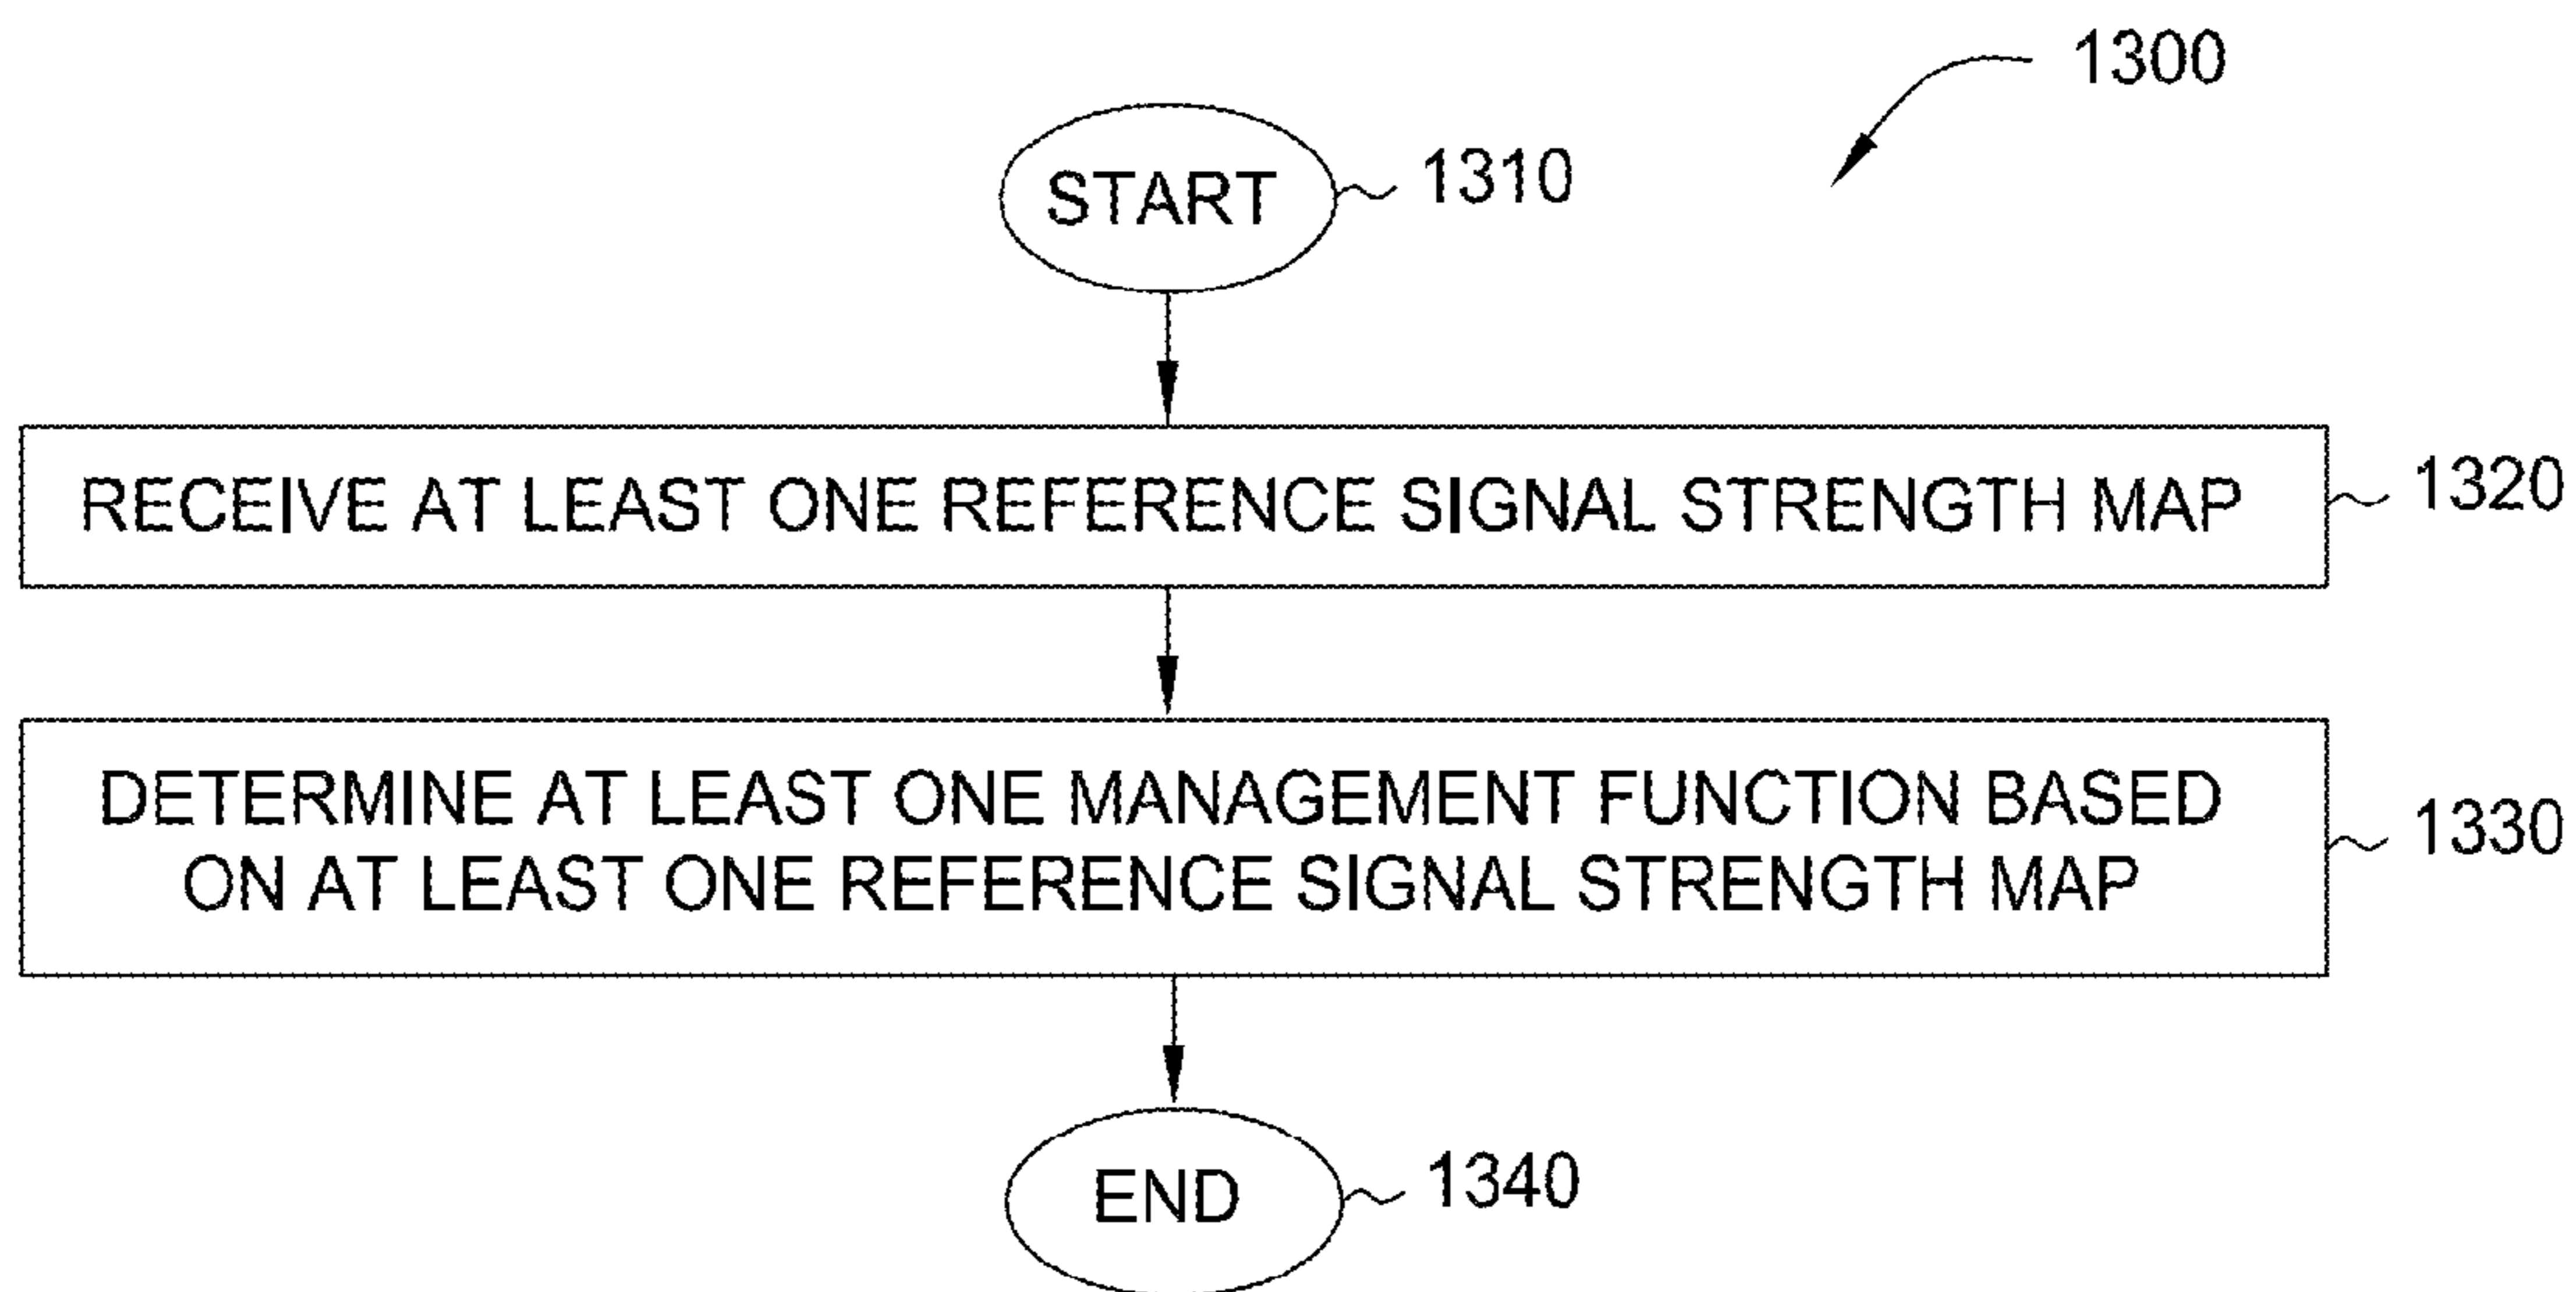 1300
START 1310
RECEIVE AT LEAST ONE REFERENCE SIGNAL STRENGTH MAP 1320
DETERMINE AT LEAST ONE MANAGEMENT FUNCTION BASED
ON AT LEAST ONE REFERENCE SIGNAL STRENGTH MAP
1330
END 1340